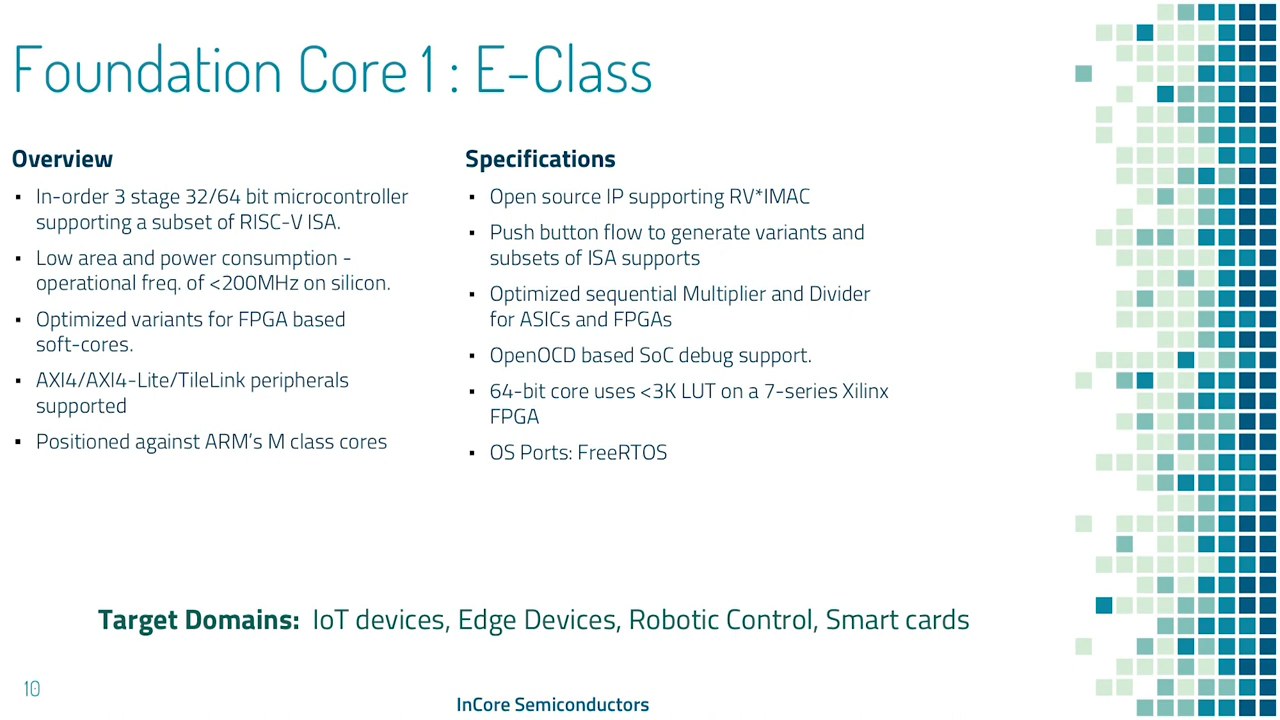 Foundation Core 1 : E-Class
Overview
▪ In-order 3 stage 32/64 bit microcontroller
supporting a subset of RISC-V ISA.
▪ Low area and power consumption -
operational freq. of <200MHz on silicon.
▪ Optimized variants for FPGA based
soft-cores.
▪ AXI4/AXI4-Lite/TileLink peripherals
supported
▪ Positioned against ARM's M class cores
Specifications
▪ Open source IP supporting RV*IMAC
▪ Push button flow to generate variants and
subsets of ISA supports
▪ Optimized sequential Multiplier and Divider
for ASICs and FPGAs
▪ OpenOCD based SoC debug support.
▪ 64-bit core uses <3K LUT on a 7-series Xilinx
FPGA
▪ OS Ports: FreeRTOS
Target Domains: IoT devices, Edge Devices, Robotic Control, Smart cards
10
InCore Semiconductors